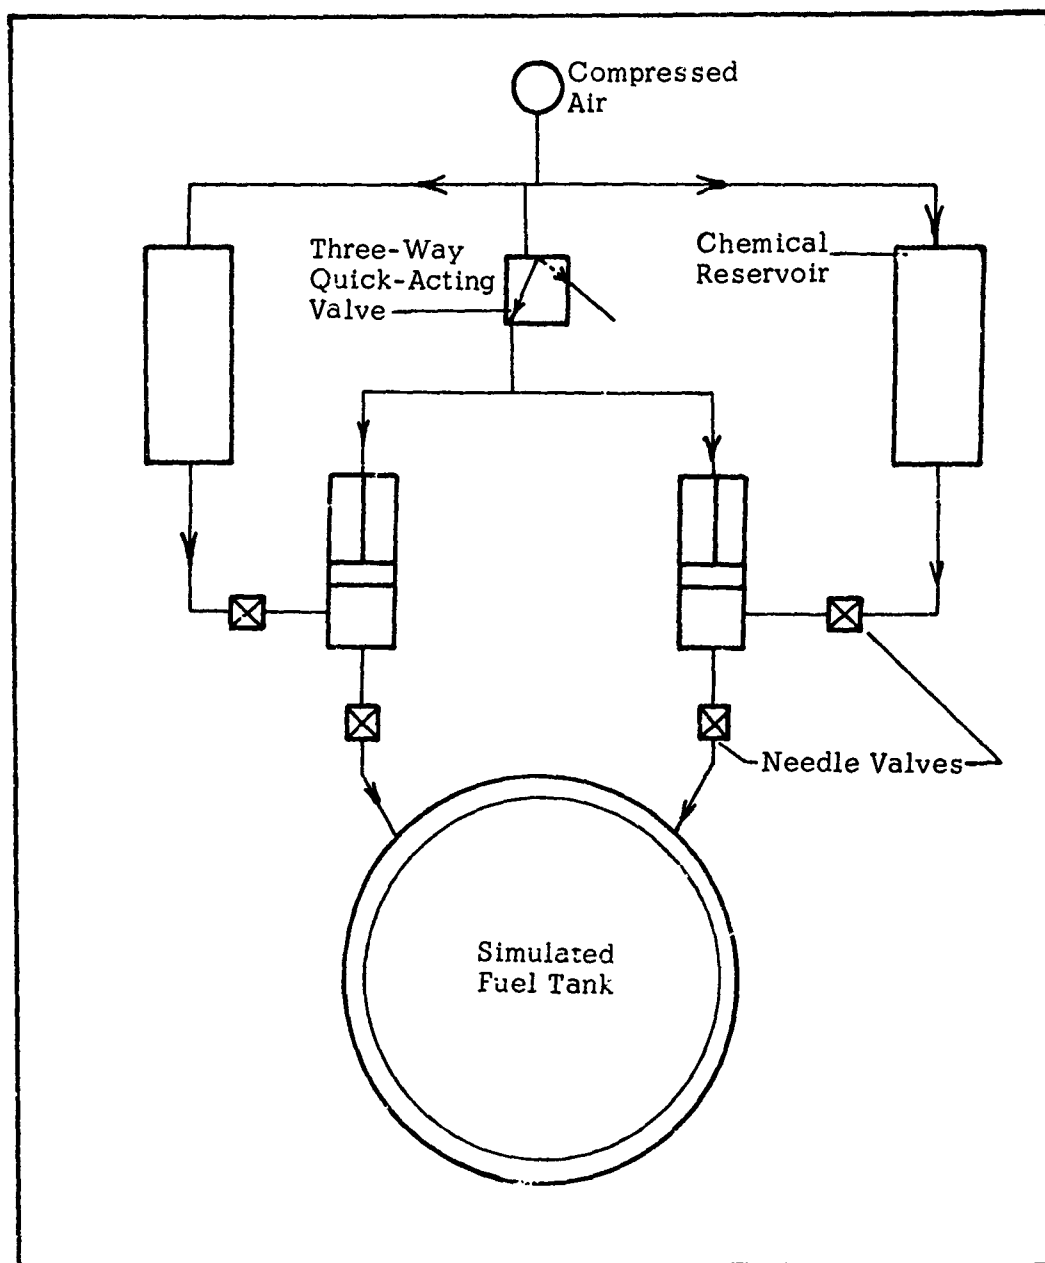 Compressed
Air
Three-Way
Quick-Acting
Valve
Chemical
Reservoir
Needle Valves
Simulated
Fuel Tank